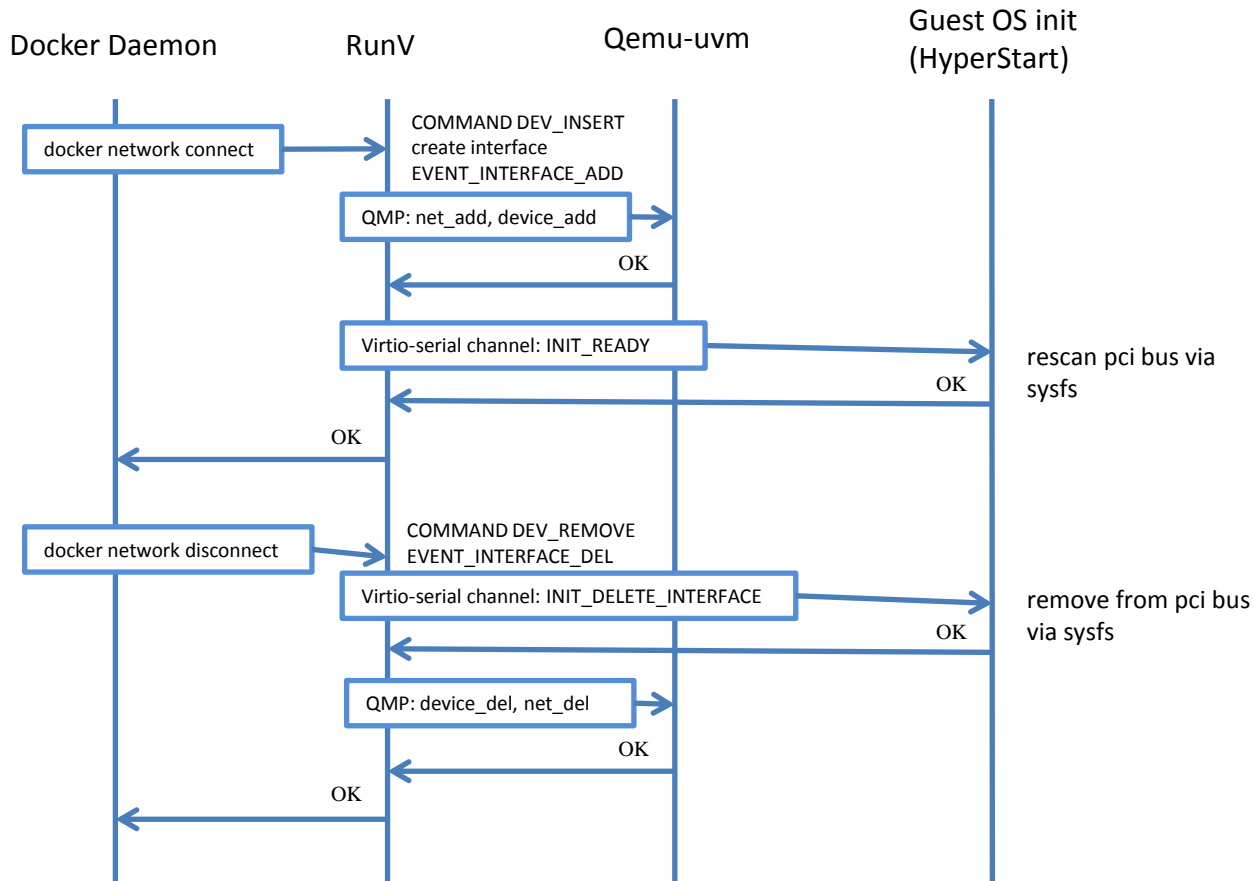 Docker Daemon
RunV
Qemu-uvm
Guest OS init
(HyperStart)
docker network connect
COMMAND DEV_INSERT
create interface
EVENT_INTERFACE_ADD
QMP: net_add, device_add
OK
Virtio-serial channel: INIT_READY
rescan pci bus via
sysfs
OK
OK
docker network disconnect
COMMAND DEV_REMOVE
EVENT_INTERFACE_DEL
Virtio-serial channel: INIT_DELETE_INTERFACE
remove from pci bus
via sysfs
OK
QMP: device_del, net_del
OK
OK